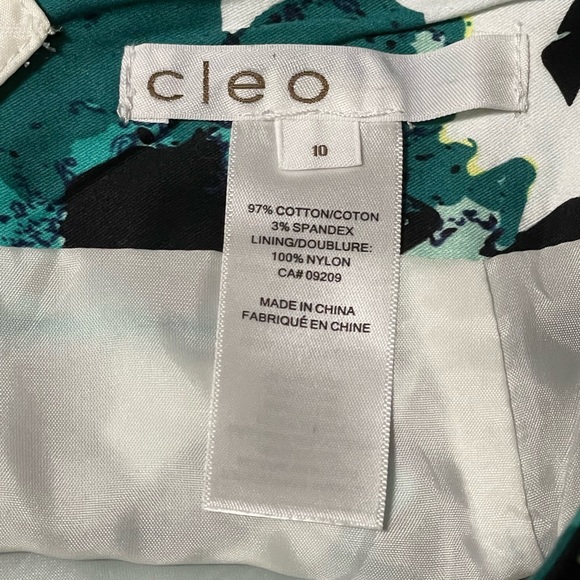 cleo
10
97% COTTON/COTON
3% SPANDEX
LINING/DOUBLURE:
100% NYLON
CA# 09209
MADE IN CHINA
FABRIQUÉ EN CHINE